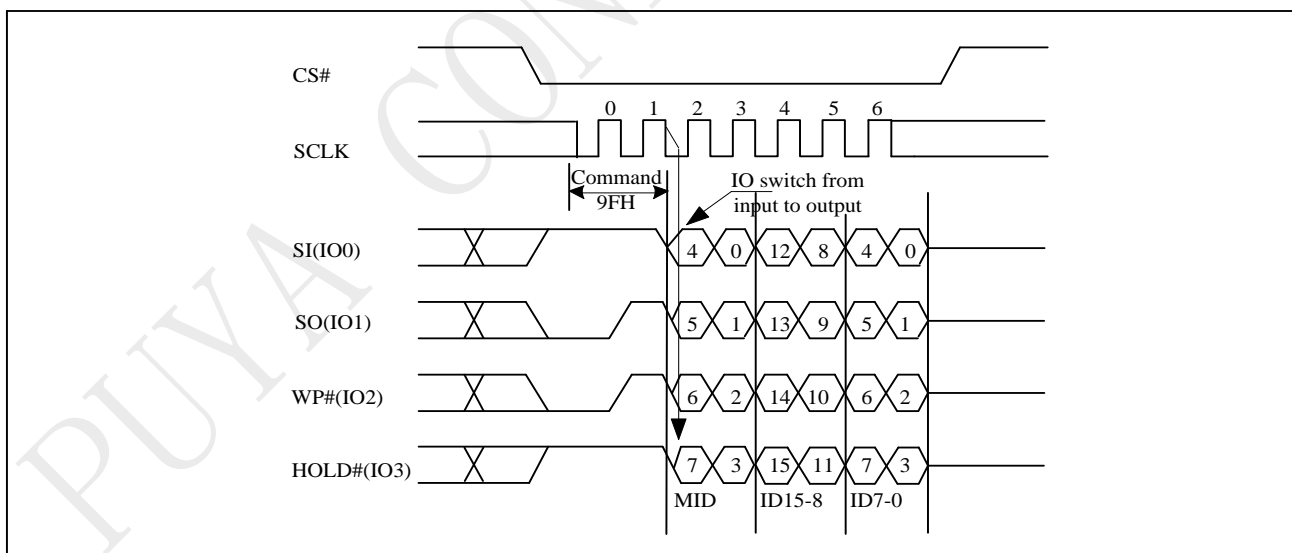 PUYA CON
CS#
0 1 2 3 4 5 6
SCLK
Command
9FH
IO switch from
input to output
SI(IO0)
4 0 12 8 4 0
SO(IO1)
5 1 13 9 5 1
WP#(IO2)
6 2 14 10 6 2
HOLD#(IO3)
7 3 15 11 7 3
MID ID15-8 ID7-0